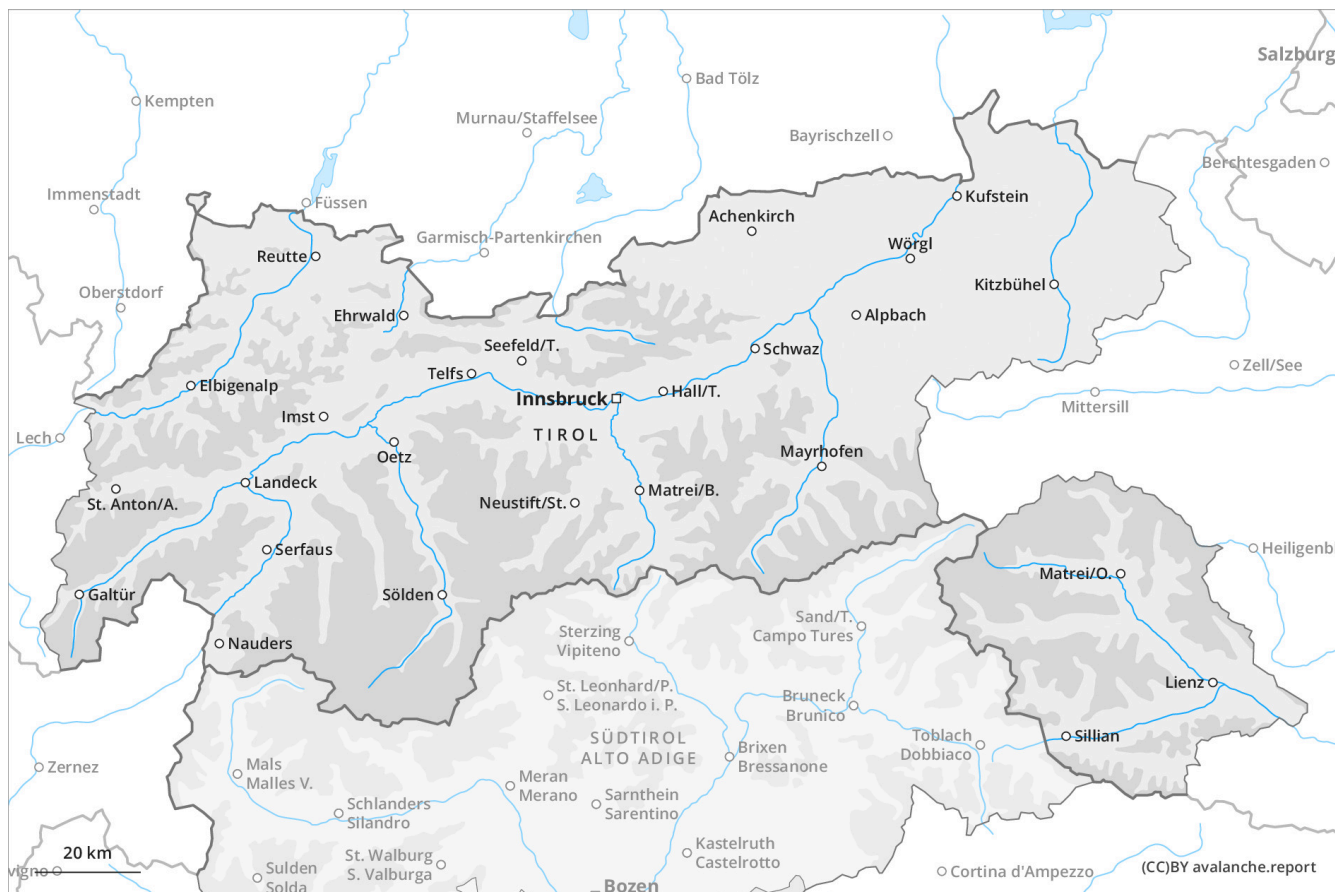 Salzburg
Bad Tölz
Kempten
Murnau/Staffelsee
Bayrischzell
Berchtesgaden
Immenstadt
Füssen
Kufstein
Achenkirch
Garmisch-Partenkirchen
Wörgl
Reutte
Oberstdorf
Kitzbühel
Ehrwald
Alpbach
Seefeld/T.
Schwaz
Zell/See
Telfs
Elbigenalp
Hall/T.
Innsbruck
Mittersill
Imst
Lech
TIROL
Oetz
Mayrhofen
Landeck
St. Anton/A.
Neustift/St.
Matrei/B.
Serfaus
Heiligenb
Matrei/O.
Galtür
Sölden
Sand/T.
Campo Tures
Sterzing
Vipiteno
Nauders
Lienz
St. Leonhard/P.
S. Leonardo i. P.
Bruneck
Brunico
SÜDTIROL
ALTO ADIGE
Toblach
Dobbiaco
Sillian
Brixen
Bressanone
Zernez
Mals
Malles V.
Meran
Merano
Schlanders
Silandro
Sarnthein
Sarentino
Kastelruth
Castelrotto
20 km
St. Walburg
S. Valburga
vigno
Sulden
Solda
Cortina d'Ampezzo
(CC)BY avalanche.report
Bozen